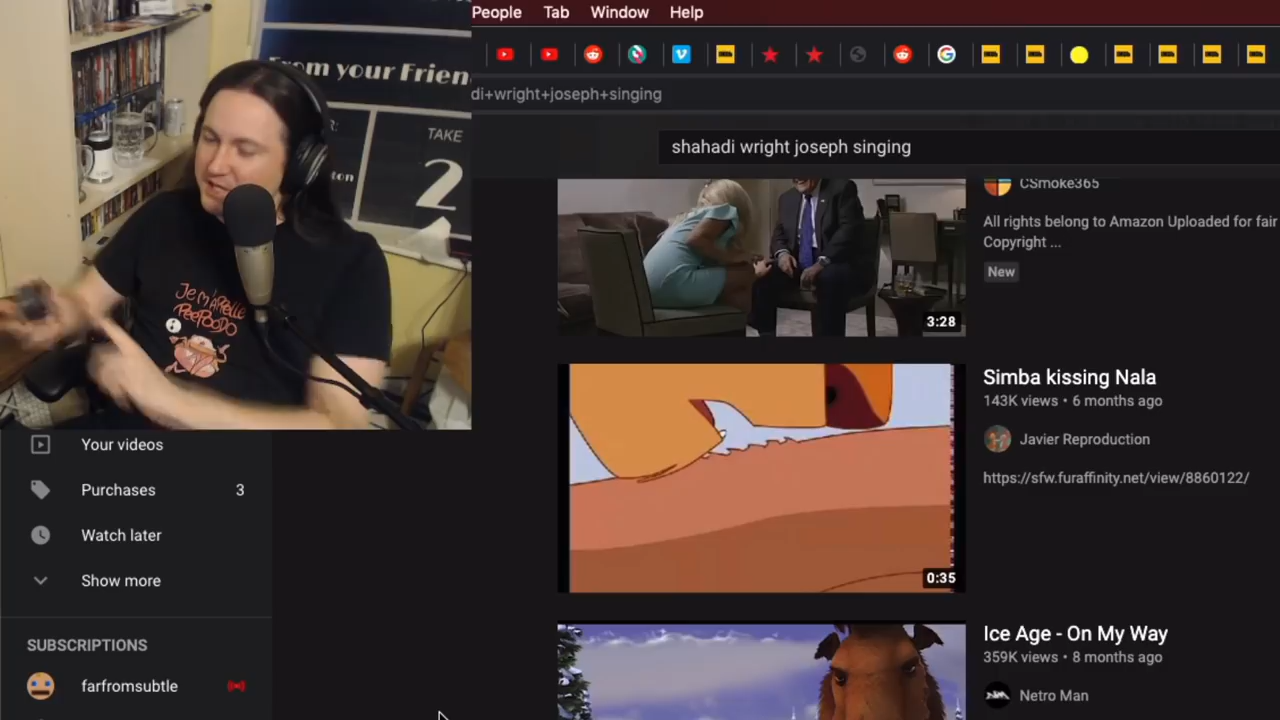 People Tab Window Help
di+wright+joseph+singing
shahadi wright joseph singing
From your Frien
TAKE
2
Je m'appelle
PEEPOODO
CSmoke365
All rights belong to Amazon Uploaded for fair
Copyright ...
New
3:28
Simba kissing Nala
143K views • 6 months ago
Javier Reproduction
https://sfw.furaffinity.net/view/8860122/
0:35
Your videos
Purchases 3
Watch later
Show more
SUBSCRIPTIONS
farfromsubtle
Ice Age - On My Way
359K views • 8 months ago
Netro Man